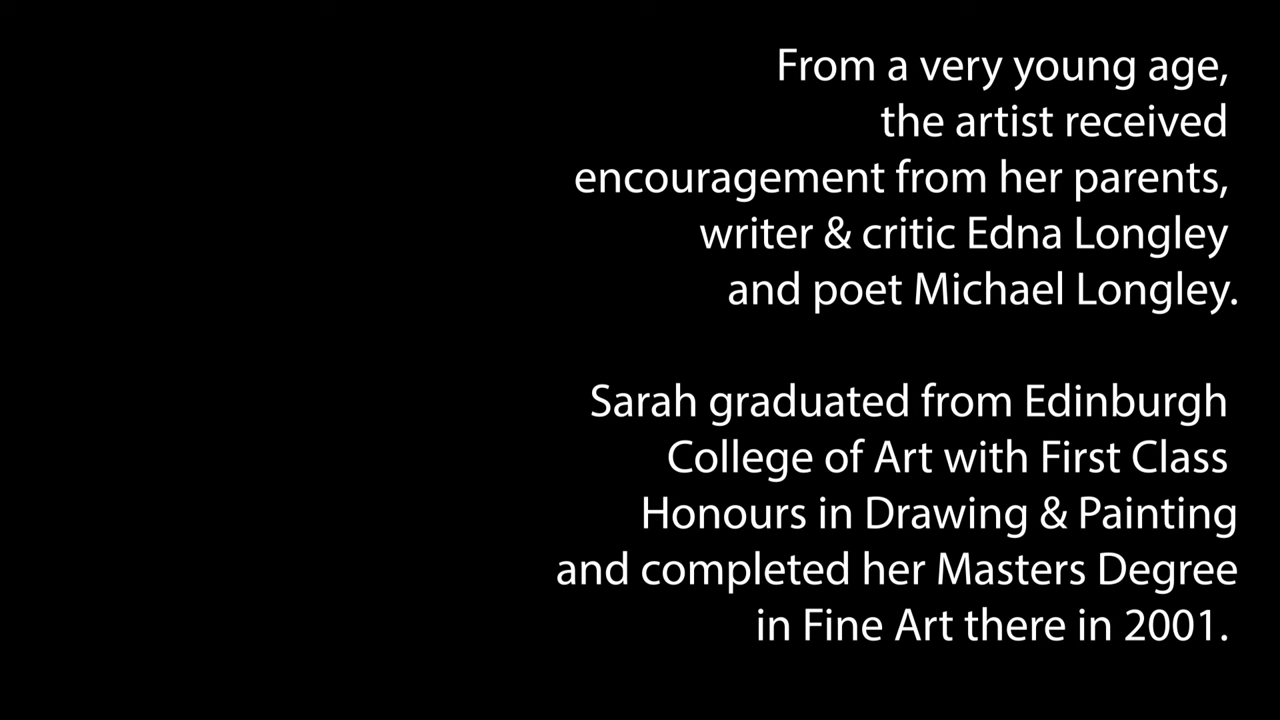 From a very young age,
the artist received
encouragement from her parents,
writer & critic Edna Longley
and poet Michael Longley.
Sarah graduated from Edinburgh
College of Art with First Class
Honours in Drawing & Painting
and completed her Masters Degree
in Fine Art there in 2001.